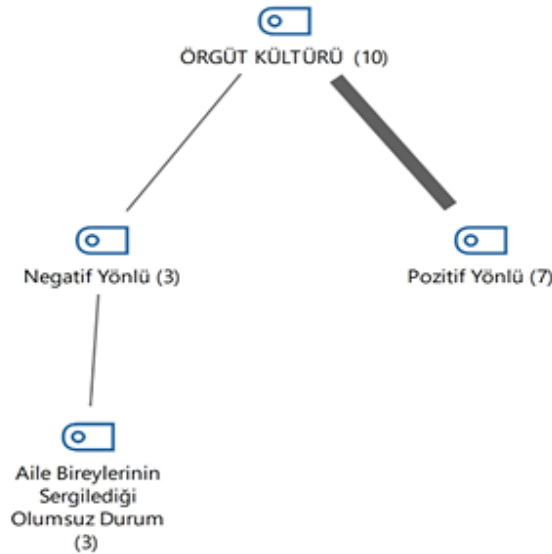 ÖRGÜT KÜLTÜRÜ (10)
Negatif Yönlü (3)
Pozitif Yönlü (7)
Aile Bireylerinin
Sergilediği
Olumsuz Durum
(3)